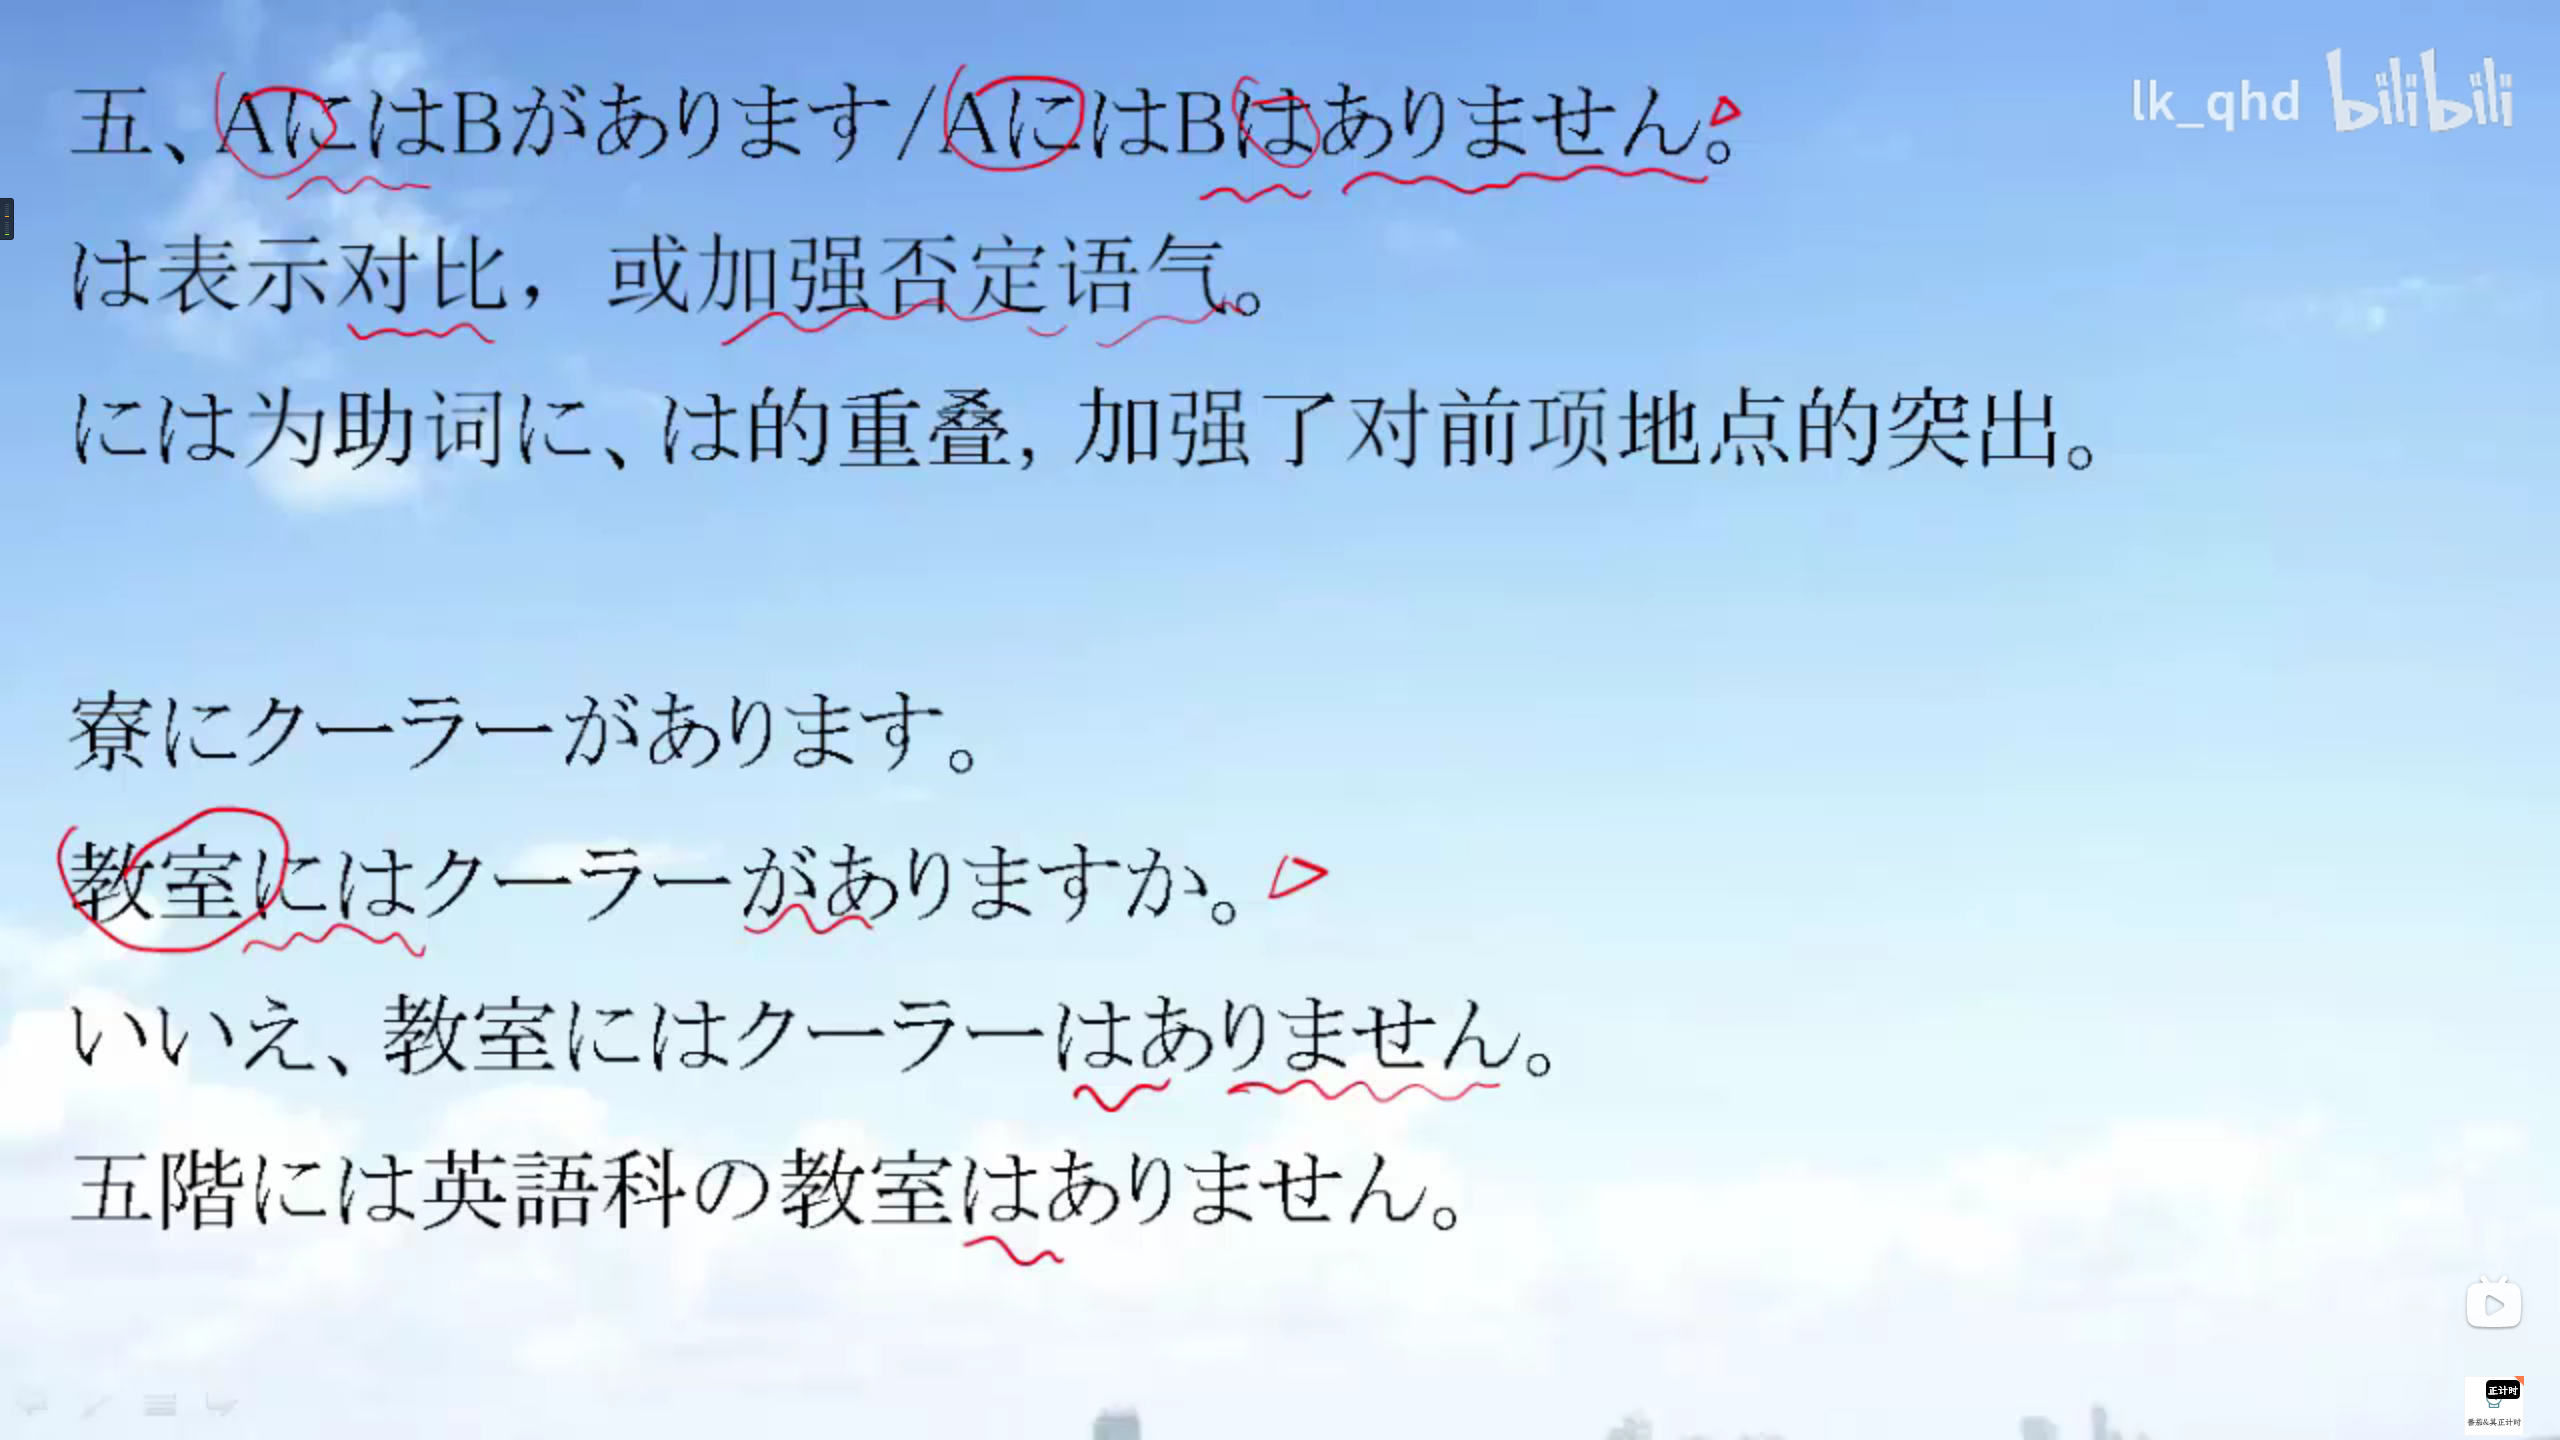 lk_qhd bilibili
五、AにはBがあります/AにはBはありません。
は表示对比，或加强否定语气。
には为助词に、は的重叠，加强了对前项地点的突出。
寮にクーラーがあります。
教室にはクーラーがありますか。
いいえ、教室にはクーラーはありません。
五階には英語科の教室はありません。
正计时
番茄&其正计时